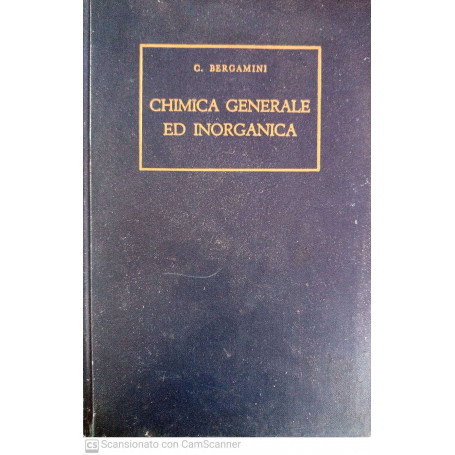 C. BERGAMINI
CHIMICA GENERALE
ED INORGANICA
CS Scansionato con CamScanner